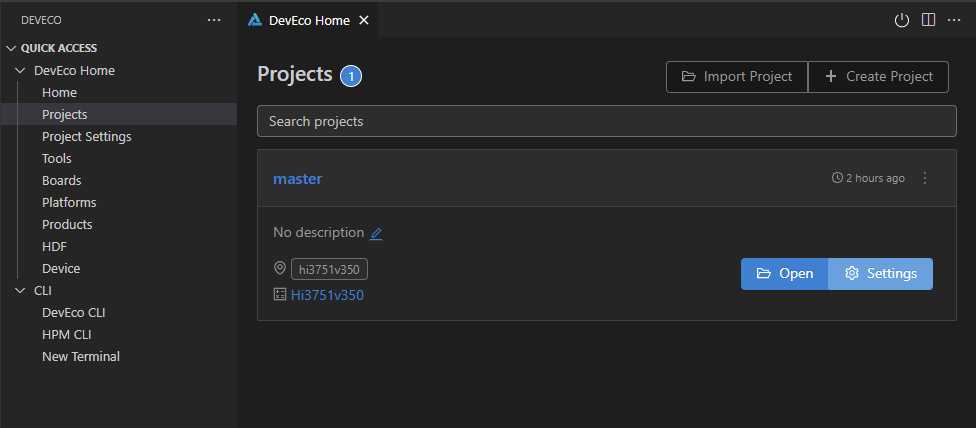 DEVECO
QUICK ACCESS
DevEco Home
Home
Projects
Project Settings
Tools
Boards
Platforms
Products
HDF
Device
CLI
DevEco CLI
HPM CLI
New Terminal
DevEco Home
Projects 1
Import Project
Create Project
Search projects
master
2 hours ago
No description
hi3751v350
Hi3751v350
Open
Settings